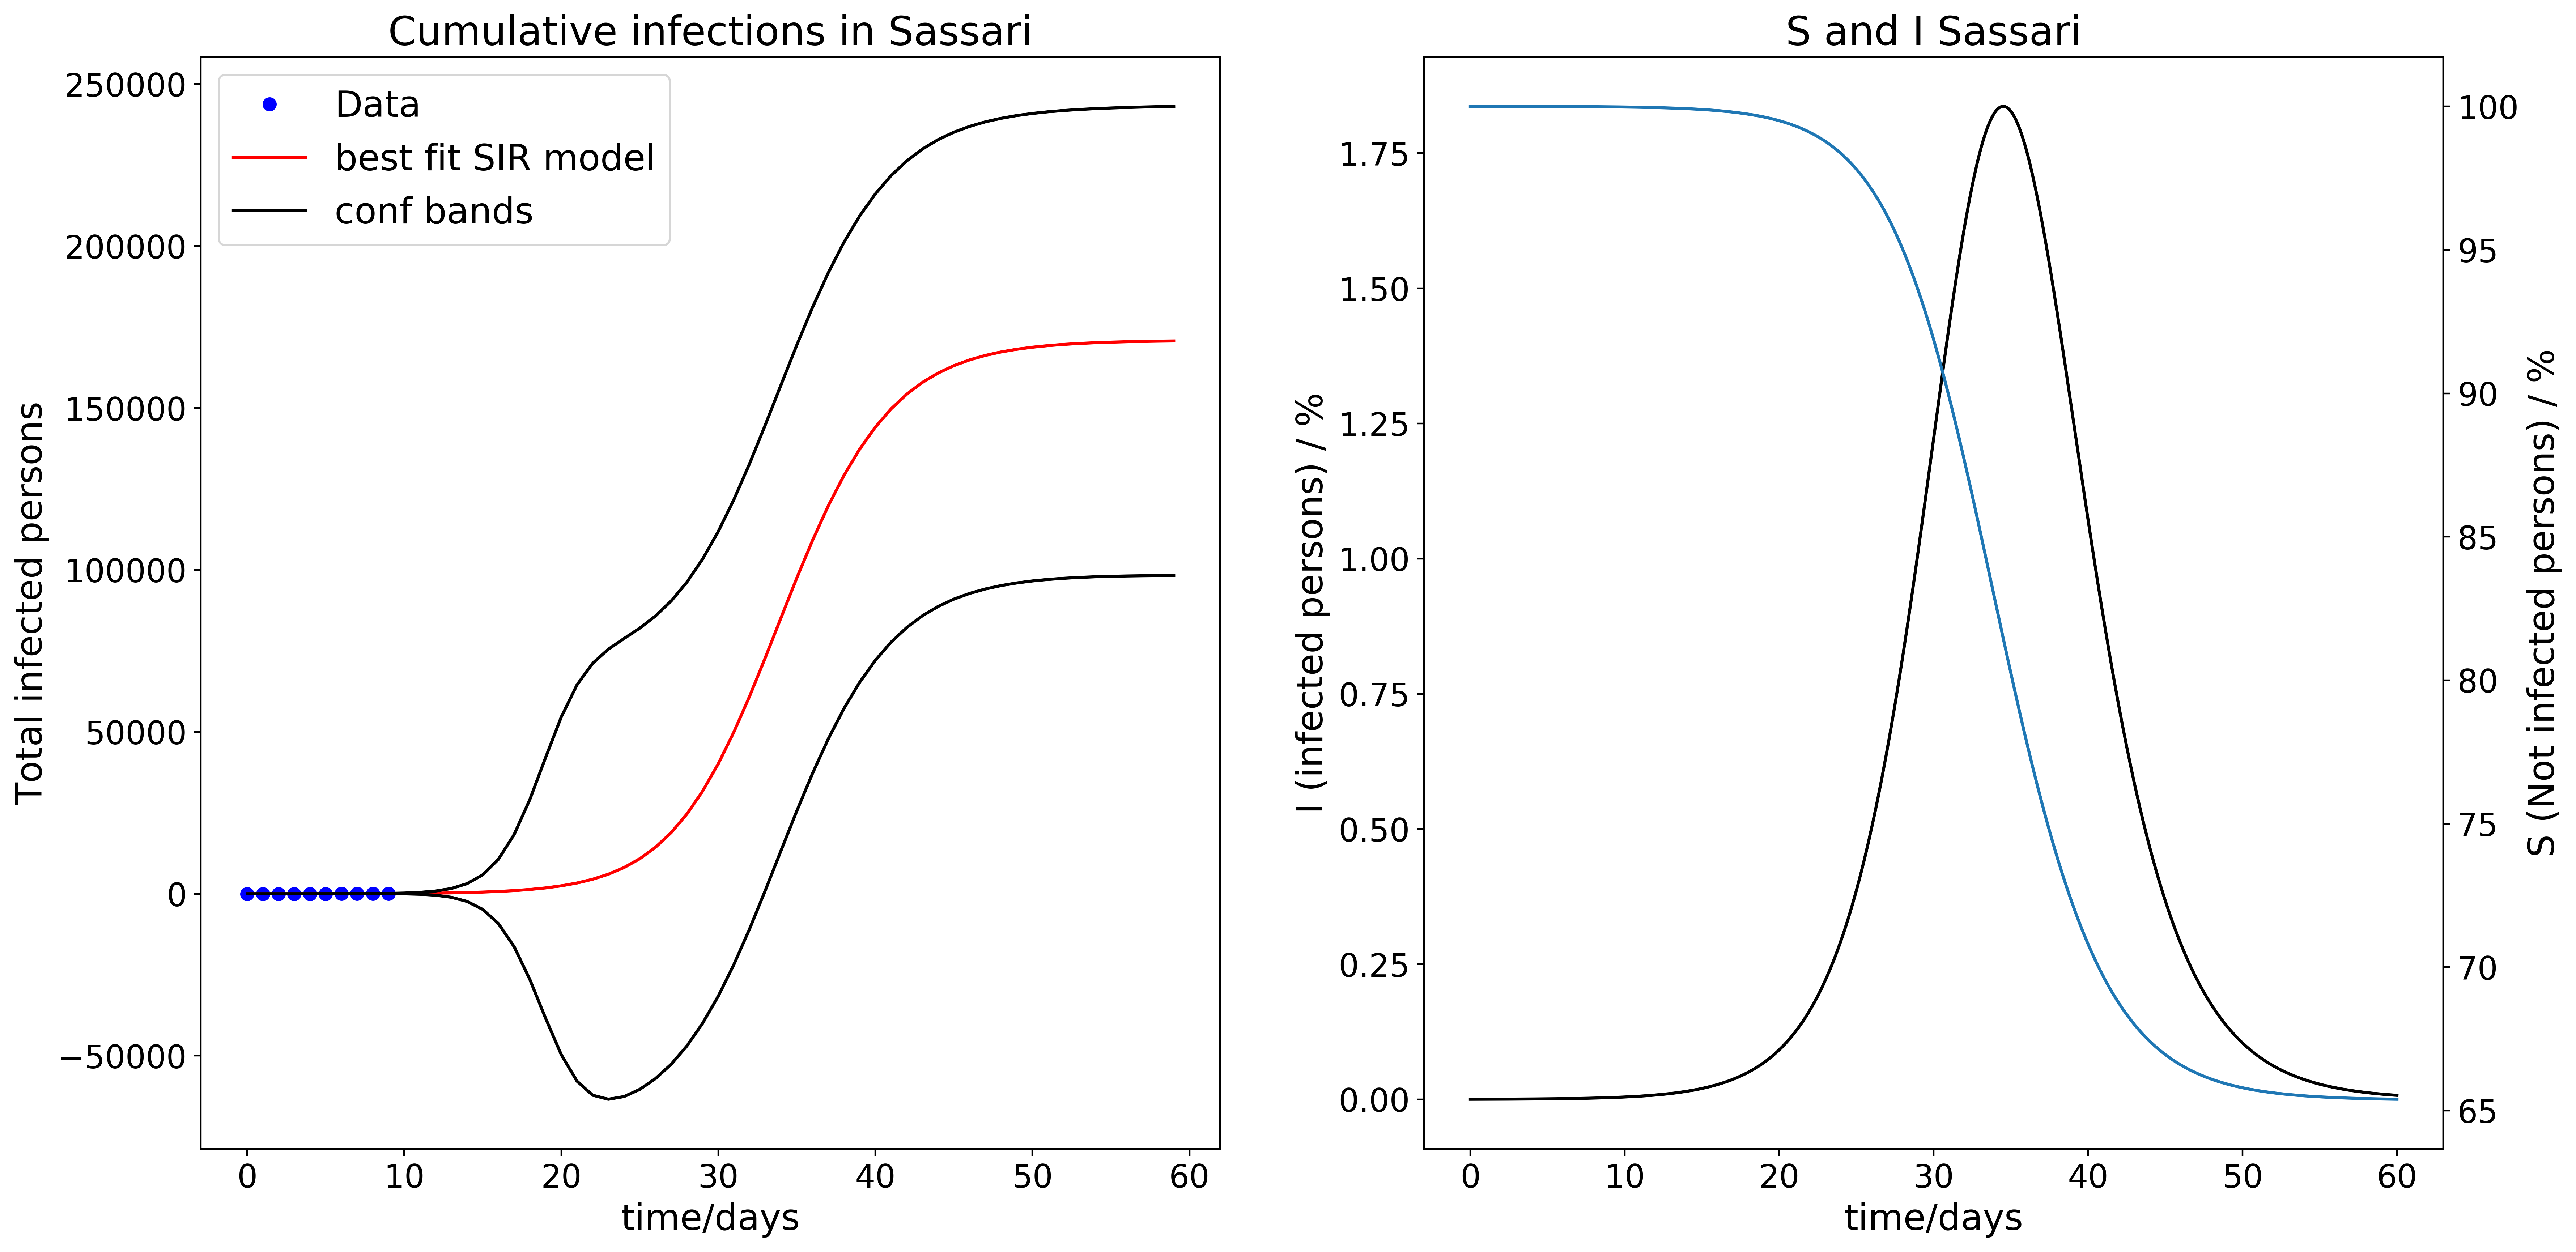 Cumulative infections in Sassari
Data
best fit SIR model
conf bands
250000
200000
150000
100000
50000
0
−50000
Total infected persons
0 10 20 30 40 50 60
time/days
S and I Sassari
1.75
1.50
1.25
1.00
0.75
0.50
0.25
0.00
I (infected persons) / %
100
95
90
85
80
75
70
65
S (Not infected persons) / %
0 10 20 30 40 50 60
time/days